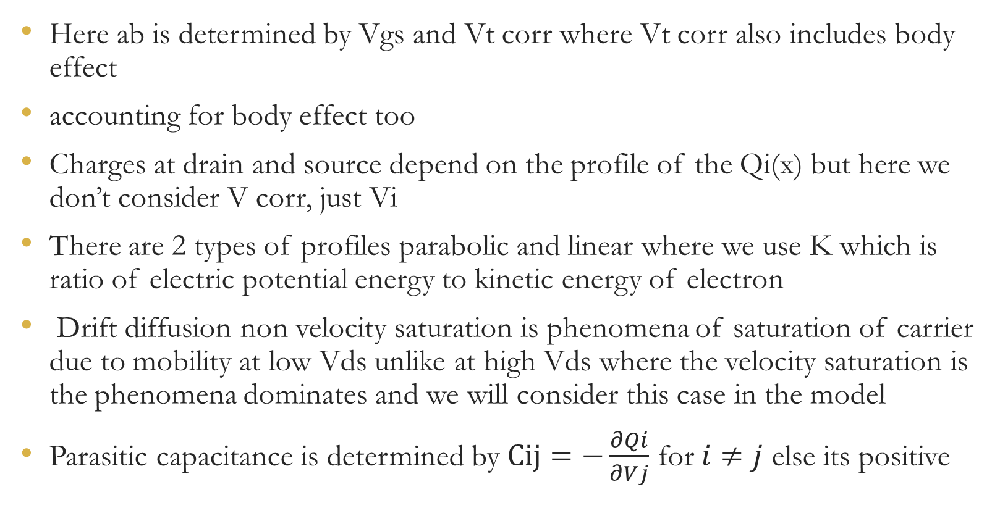 • Here ab is determined by Vgs and Vt corr where Vt corr also includes body
effect
• accounting for body effect too
• Charges at drain and source depend on the profile of the Qi(x) but here we
don’t consider V corr, just Vi
• There are 2 types of profiles parabolic and linear where we use K which is
ratio of electric potential energy to kinetic energy of electron
• Drift diffusion non velocity saturation is phenomena of saturation of carrier
due to mobility at low Vds unlike at high Vds where the velocity saturation is
the phenomena dominates and we will consider this case in the model
• Parasitic capacitance is determined by Cij = −∂Qi/∂Vj for i ≠ j else its positive